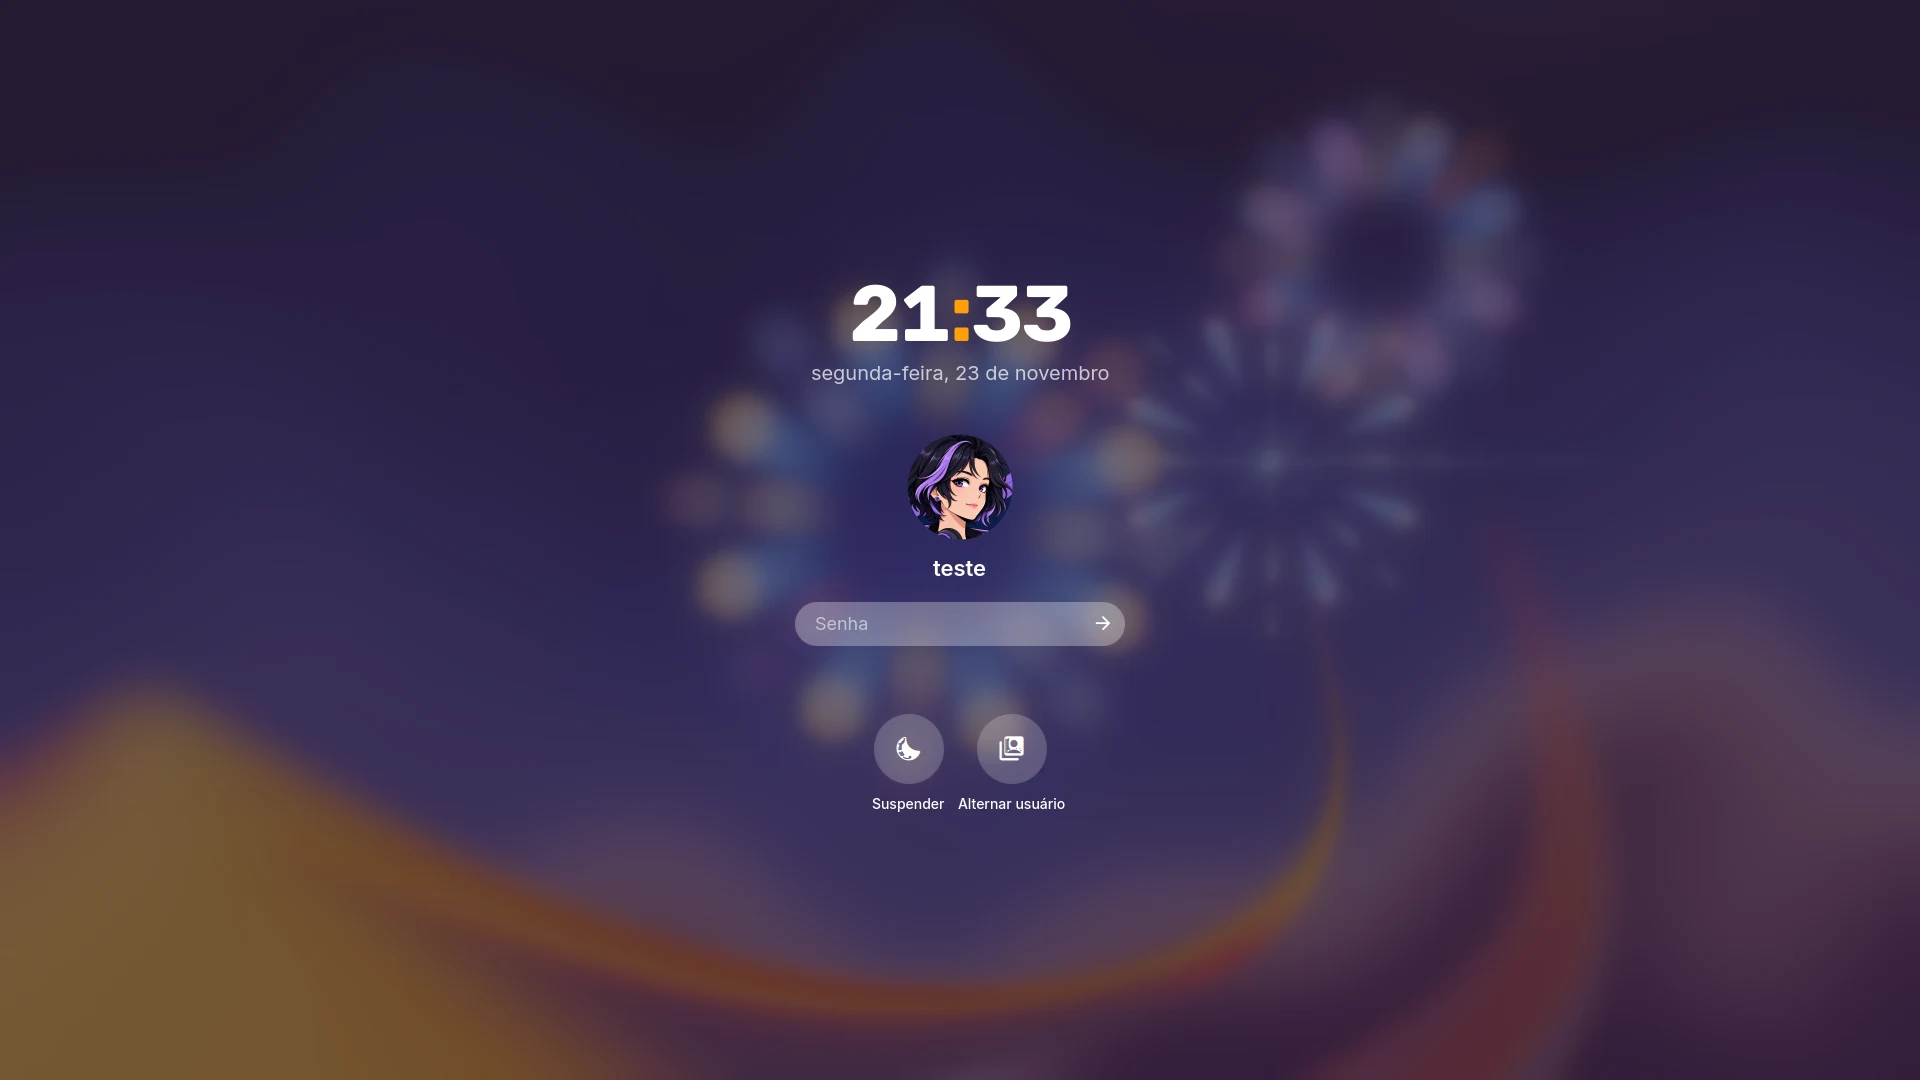 21:33
segunda-feira, 23 de novembro
teste
Senha
Suspender Alternar usuário